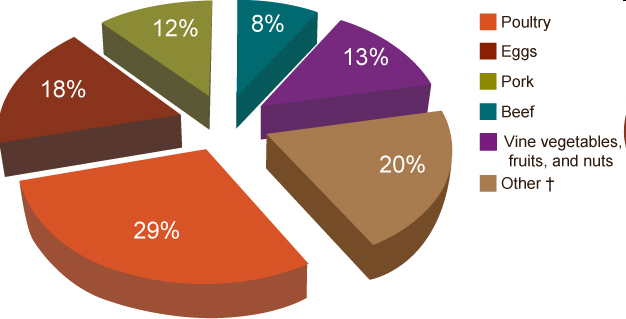 12%
8%
13%
18%
20%
29%
Poultry
Eggs
Pork
Beef
Vine vegetables,
fruits, and nuts
Other †